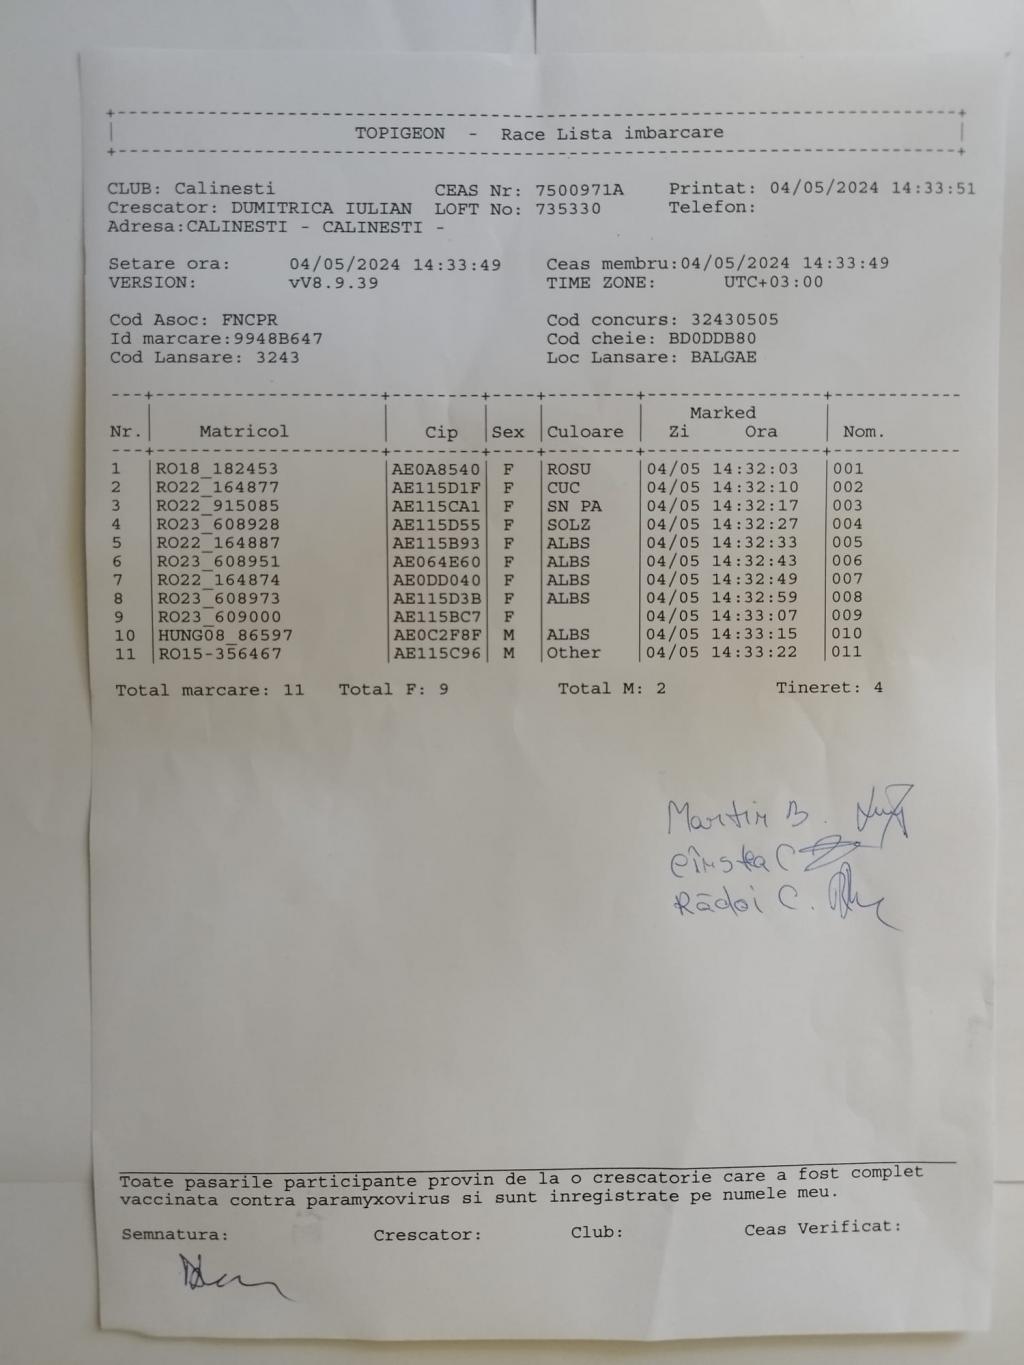 TOPIGEON - Race Lista imbarcare
CLUB: Calinesti CEAS Nr: 7500971A Printat: 04/05/2024 14:33:51
Crescator: DUMITRICA IULIAN LOFT No: 735330 Telefon:
Adresa:CALINESTI - CALINESTI -
Setare ora: 04/05/2024 14:33:49 Ceas membru:04/05/2024 14:33:49
VERSION: vV8.9.39 TIME ZONE: UTC+03:00
Cod Asoc: FNCPR Cod concurs: 32430505
Id marcare:9948B647 Cod cheie: BD0DDB80
Cod Lansare: 3243 Loc Lansare: BALGAE
Marked
Nr. Matricol Cip Sex Culoare Zi Ora Nom.
1 RO18_182453 AE0A8540 F ROSU 04/05 14:32:03 001
2 RO22_164877 AE115D1F F CUC 04/05 14:32:10 002
3 RO22_915085 AE115CA1 F SN PA 04/05 14:32:17 003
4 RO23_608928 AE115D55 F SOLZ 04/05 14:32:27 004
5 RO22_164887 AE115B93 F ALBS 04/05 14:32:33 005
6 RO23_608951 AE064E60 F ALBS 04/05 14:32:43 006
7 RO22_164874 AE0DD040 F ALBS 04/05 14:32:49 007
8 RO23_608973 AE115D3B F ALBS 04/05 14:32:59 008
9 RO23_609000 AE115BC7 F 04/05 14:33:07 009
10 HUNG08_86597 AE0C2F8F M ALBS 04/05 14:33:15 010
11 RO15-356467 AE115C96 M Other 04/05 14:33:22 011
Total marcare: 11 Total F: 9 Total M: 2 Tineret: 4
Martin B.
Cîrstea C
Rădoi C.
Toate pasarile participante provin de la o crescatorie care a fost complet
vaccinata contra paramyxovirus si sunt inregistrate pe numele meu.
Semnatura: Crescator: Club: Ceas Verificat: